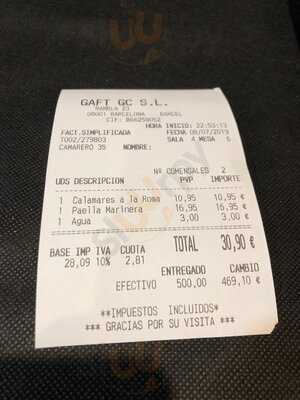 GAFT GC S.L.
RAMBLA 23
08001 BARCELONA BARCEL
CIF: B66259052
HORA INICIO: 22:53:13
FACT.SIMPLIFICADA FECHA 08/07/2019
T002/279803 SALA 4 MESA 6
CAMARERO 35 NOMBRE:
Nº COMENSALES 2
UDS DESCRIPCION PVP IMPORTE
1 Calamares a la Roma 10,95 10,95 €
1 Paella Marinera 16,95 16,95 €
1 Agua 3,00 3,00 €
BASE IMP IVA CUOTA TOTAL 30,90 €
28,09 10% 2,81
ENTREGADO CAMBIO
EFECTIVO 500,00 469,10 €
**IMPUESTOS INCLUIDOS*
*** GRACIAS POR SU VISITA ***